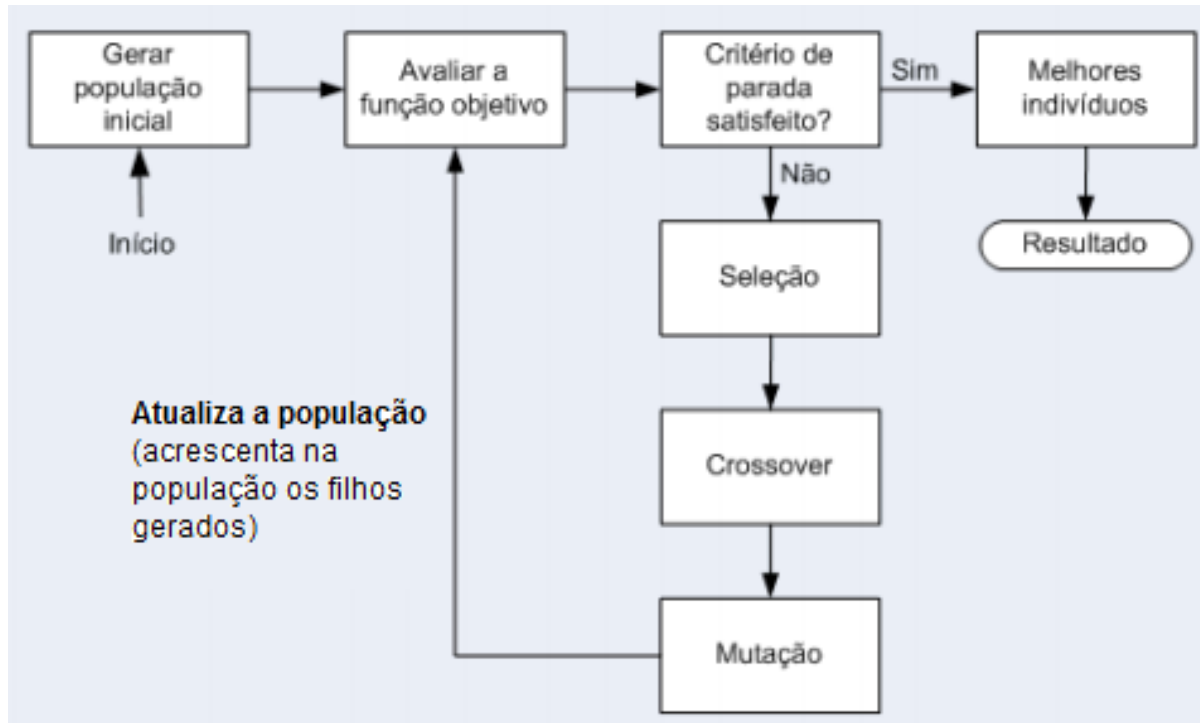 Gerar
população
inicial
Avaliar a
função objetivo
Critério de
parada
satisfeito?
Sim
Melhores
indivíduos
Não
Início
Resultado
Seleção
Atualiza a população
(acrescenta na
população os filhos
gerados)
Crossover
Mutação